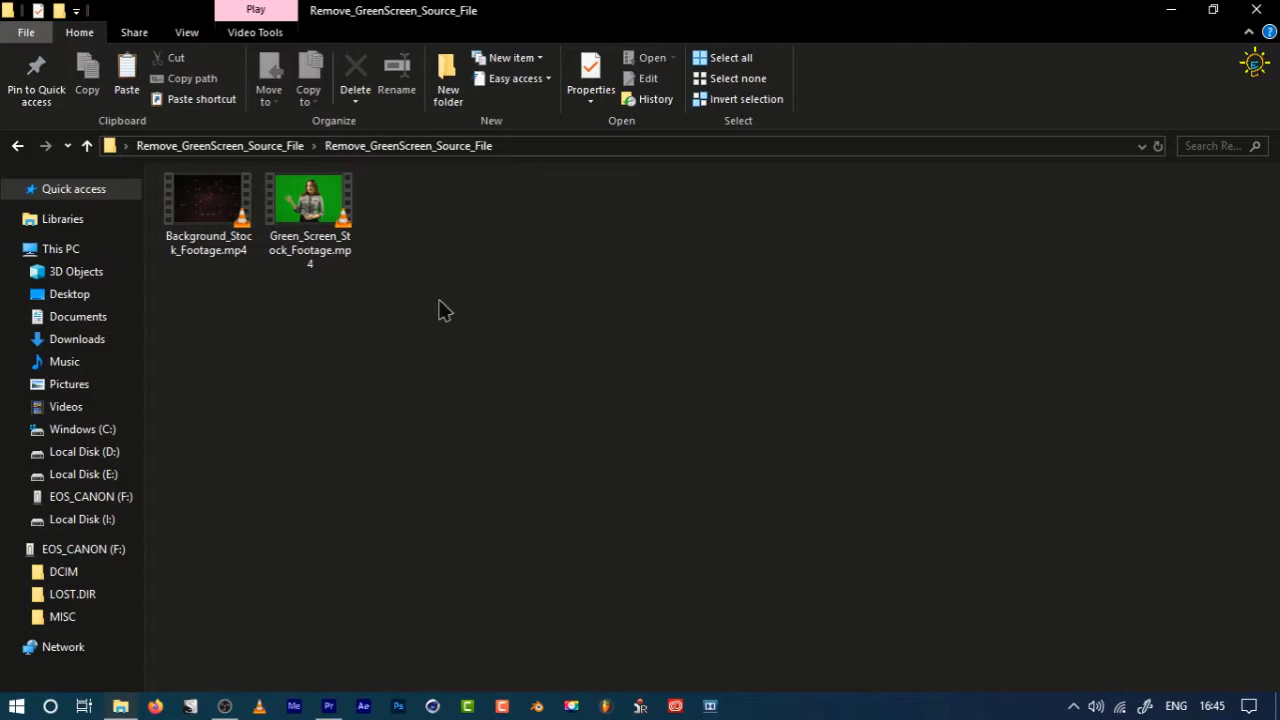 Play
Remove_GreenScreen_Source_File
File
Home
Share
View
Video Tools
Pin to Quick
access
Copy
Paste
Cut
Copy path
Paste shortcut
Clipboard
Move
to
Copy
to
Delete
Rename
Organize
New
folder
New item
Easy access
New
Properties
Open
Edit
History
Open
Select all
Select none
Invert selection
Select
Remove_GreenScreen_Source_File › Remove_GreenScreen_Source_File
Search Re...
Quick access
Libraries
This PC
3D Objects
Desktop
Documents
Downloads
Music
Pictures
Videos
Windows (C:)
Local Disk (D:)
Local Disk (E:)
EOS_CANON (F:)
Local Disk (I:)
EOS_CANON (F:)
DCIM
LOST.DIR
MISC
Network
Background_Stoc
k_Footage.mp4
Green_Screen_St
ock_Footage.mp
4
Me
Pr
Ae
Ps
C
C
ENG
16:45